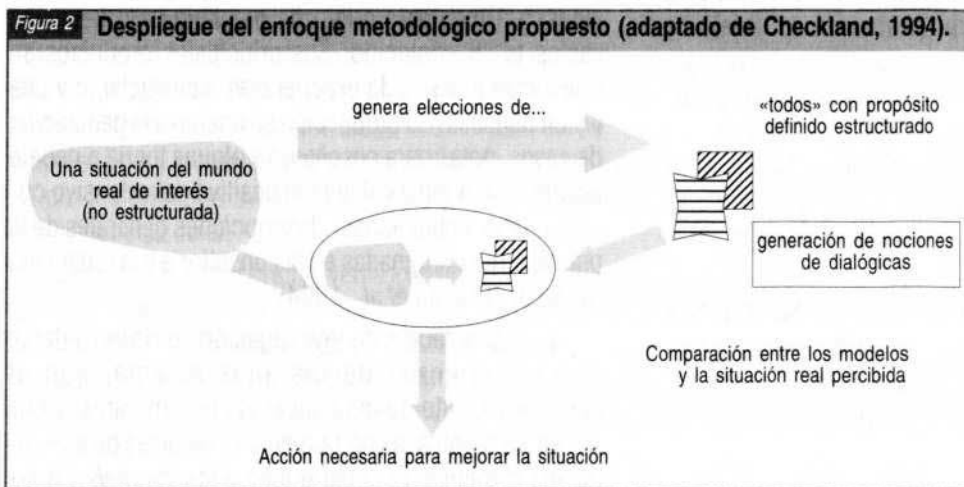 Figura 2 Despliegue del enfoque metodológico propuesto (adaptado de Checkland, 1994).
genera elecciones de...
«todos» con propósito
definido estructurado
Una situación del mundo
real de interés
(no estructurada)
generación de nociones
de dialógicas
Comparación entre los modelos
y la situación real percibida
Acción necesaria para mejorar la situación